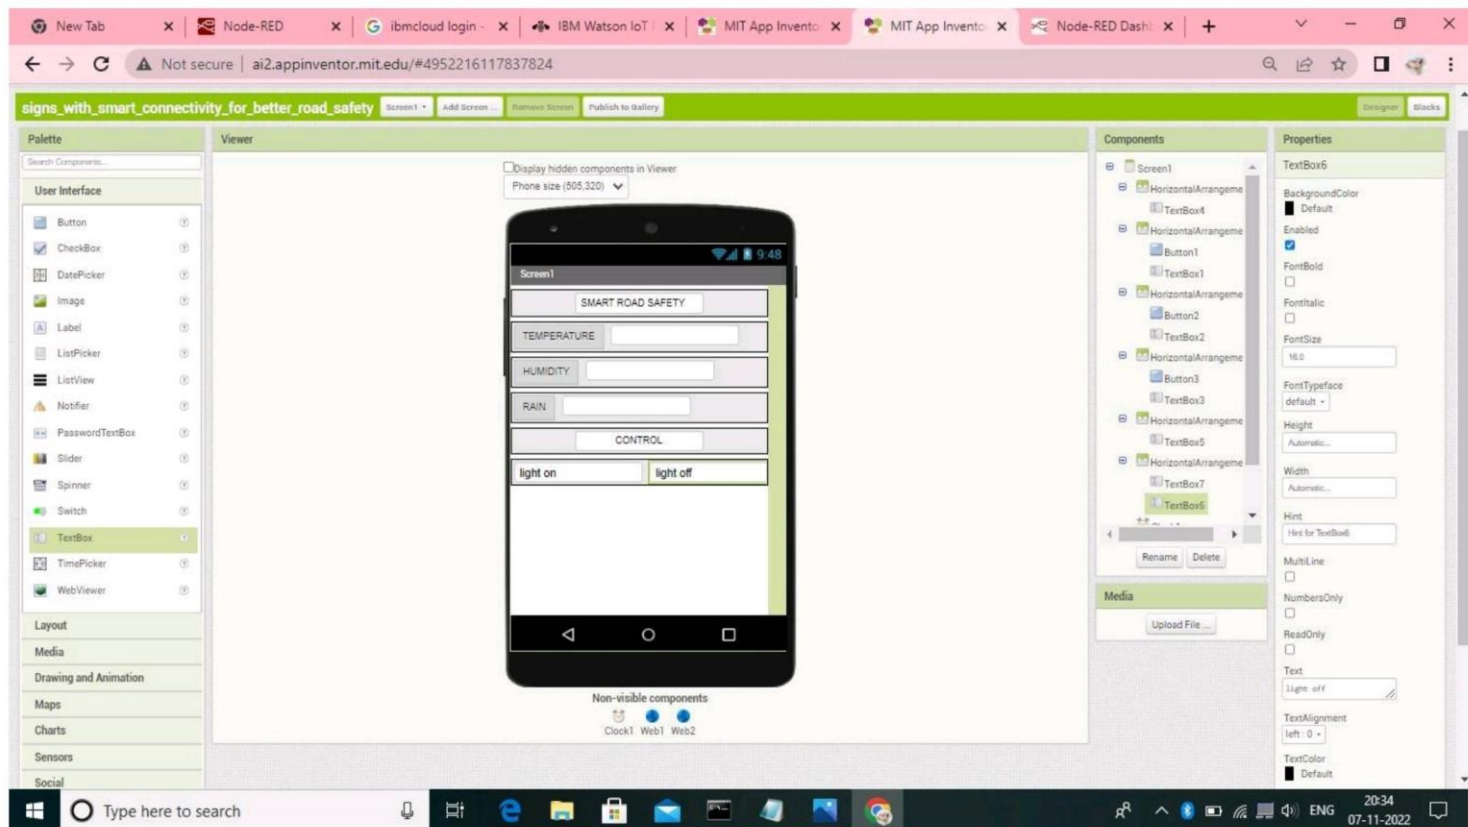 New Tab
Node-RED
ibmcloud login -
IBM Watson IoT
MIT App Invento
MIT App Invento
Node-RED Dash
Not secure | ai2.appinventor.mit.edu/#4952216117837824
signs_with_smart_connectivity_for_better_road_safety
Screen1
Add Screen ...
Remove Screen
Publish to Gallery
Designer
Blocks
Palette
Search Components...
User Interface
Button
CheckBox
DatePicker
Image
Label
ListPicker
ListView
Notifier
PasswordTextBox
Slider
Spinner
Switch
TextBox
TimePicker
WebViewer
Layout
Media
Drawing and Animation
Maps
Charts
Sensors
Social
Viewer
Display hidden components in Viewer
Phone size (505,320)
9:48
Screen1
SMART ROAD SAFETY
TEMPERATURE
HUMIDITY
RAIN
CONTROL
light on
light off
Non-visible components
Clock1 Web1 Web2
Components
Screen1
HorizontalArrangeme
TextBox4
HorizontalArrangeme
Button1
TextBox1
HorizontalArrangeme
Button2
TextBox2
HorizontalArrangeme
Button3
TextBox3
HorizontalArrangeme
TextBox5
HorizontalArrangeme
TextBox7
TextBox6
Rename
Delete
Media
Upload File ...
Properties
TextBox6
BackgroundColor
Default
Enabled
FontBold
FontItalic
FontSize
16.0
FontTypeface
default
Height
Automatic...
Width
Automatic...
Hint
Hint for TextBox6
MultiLine
NumbersOnly
ReadOnly
Text
light off
TextAlignment
left : 0
TextColor
Default
Type here to search
ENG
20:34
07-11-2022